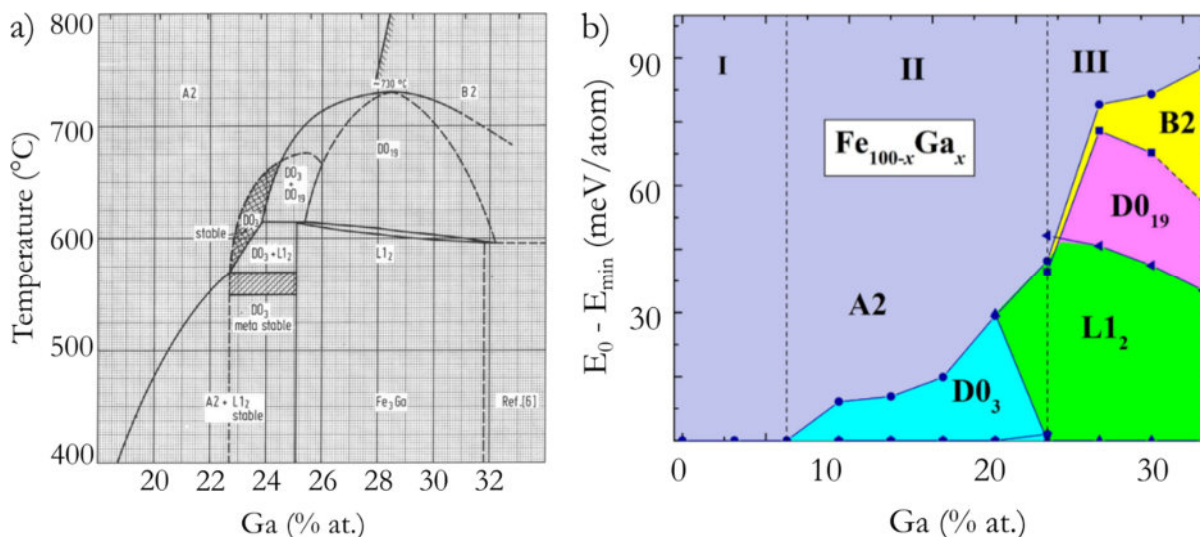 a)
800
700
600
500
400
Temperature (°C)
20 22 24 26 28 30 32
Ga (% at.)
~730 °C
A2
B2
DO19
DO3
+
DO19
DO3
stable
DO3+L12
L12
DO3
meta stable
A2 + L12
stable
Fe3Ga
Ref.[6]
b)
90
60
30
E0 - Emin (meV/atom)
0 10 20 30
Ga (% at.)
I II III
Fe100-xGax
B2
D019
A2
L12
D03